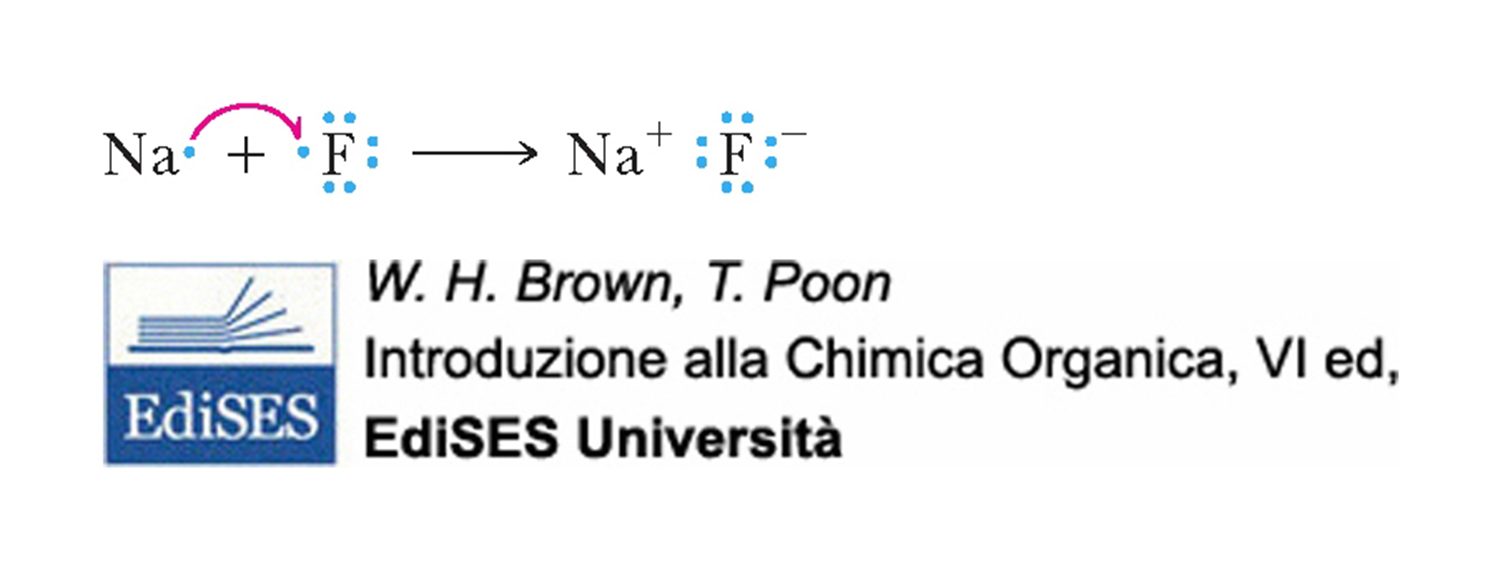 Na· + ·F: ⟶ Na⁺ :F:⁻
W. H. Brown, T. Poon
Introduzione alla Chimica Organica, VI ed,
EdiSES
EdiSES Università